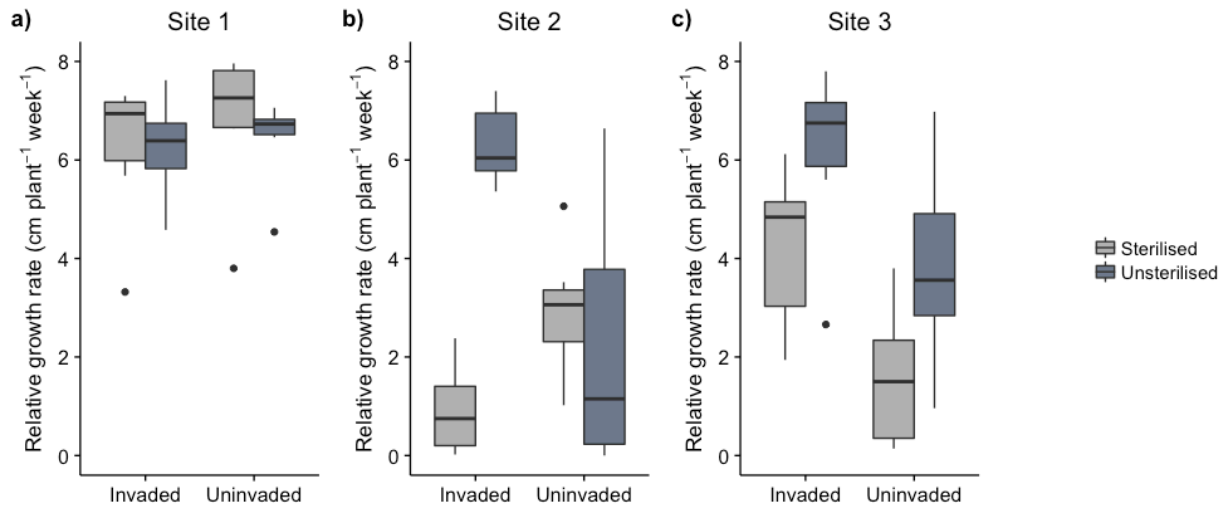 a) Site 1
Relative growth rate (cm plant⁻¹ week⁻¹)
8
6
4
2
0
Invaded Uninvaded
b) Site 2
Relative growth rate (cm plant⁻¹ week⁻¹)
8
6
4
2
0
Invaded Uninvaded
c) Site 3
Relative growth rate (cm plant⁻¹ week⁻¹)
8
6
4
2
0
Invaded Uninvaded
Sterilised
Unsterilised